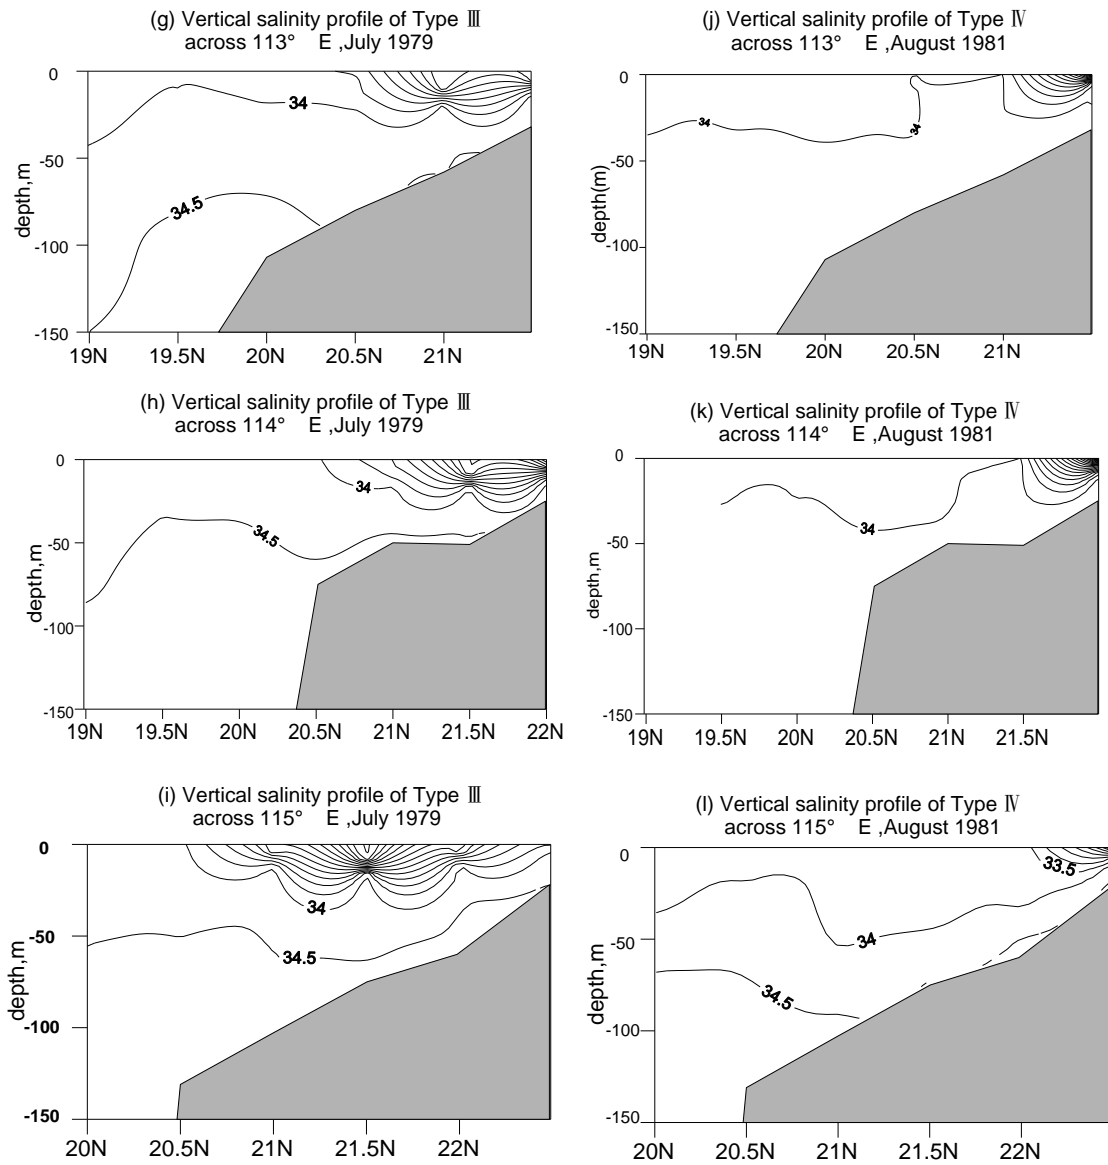 (g) Vertical salinity profile of Type Ⅲ
across 113° E ,July 1979
0
-50
-100
-150
depth,m
34
34.5
19N 19.5N 20N 20.5N 21N
(j) Vertical salinity profile of Type Ⅳ
across 113° E ,August 1981
0
-50
-100
-150
depth(m)
34
34
19N 19.5N 20N 20.5N 21N
(h) Vertical salinity profile of Type Ⅲ
across 114° E ,July 1979
0
-50
-100
-150
depth,m
34
34.5
19N 19.5N 20N 20.5N 21N 21.5N 22N
(k) Vertical salinity profile of Type Ⅳ
across 114° E ,August 1981
0
-50
-100
-150
depth,m
34
19N 19.5N 20N 20.5N 21N 21.5N
(i) Vertical salinity profile of Type Ⅲ
across 115° E ,July 1979
0
-50
-100
-150
depth,m
34
34.5
20N 20.5N 21N 21.5N 22N
(l) Vertical salinity profile of Type Ⅳ
across 115° E ,August 1981
0
-50
-100
-150
depth,m
33.5
34
34.5
20N 20.5N 21N 21.5N 22N